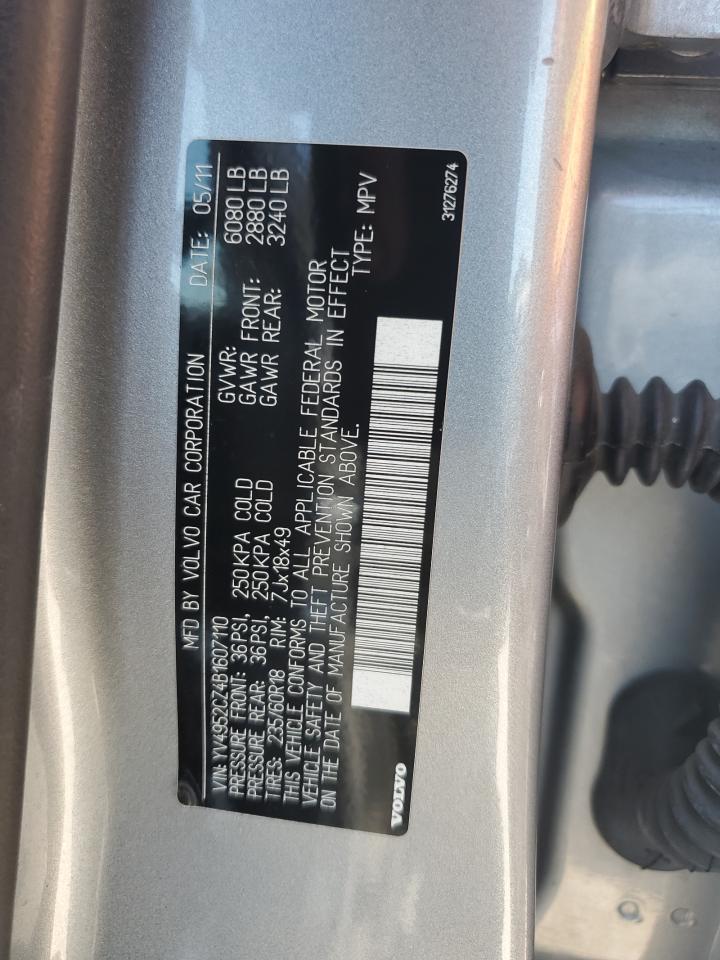 MFD BY VOLVO CAR CORPORATION DATE: 05/11
VIN: YV4952CZ4B1607110 GVWR: 6080 LB
PRESSURE FRONT: 36PSI, 250KPA COLD GAWR FRONT: 2880 LB
PRESSURE REAR: 36PSI, 250KPA COLD GAWR REAR: 3240 LB
TIRES: 235/60R18 RIM: 7Jx18x49
THIS VEHICLE CONFORMS TO ALL APPLICABLE FEDERAL MOTOR
VEHICLE SAFETY AND THEFT PREVENTION STANDARDS IN EFFECT
ON THE DATE OF MANUFACTURE SHOWN ABOVE.
TYPE: MPV
VOLVO
31276274